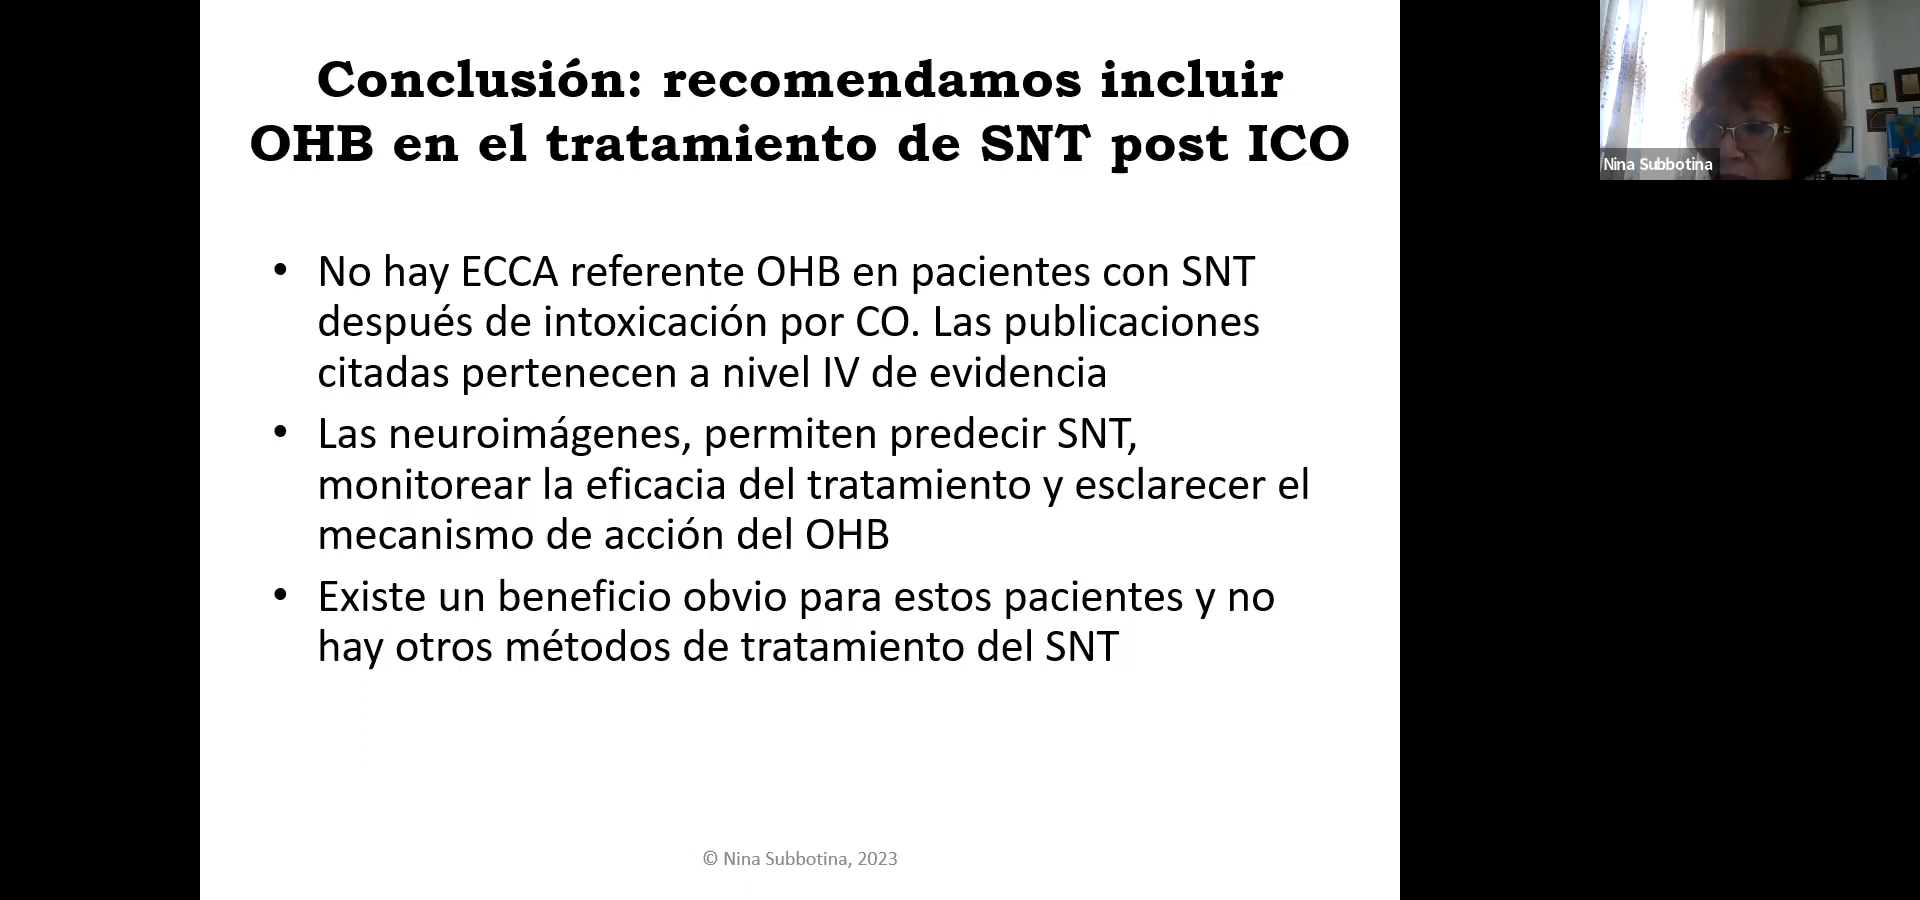 Conclusión: recomendamos incluir
OHB en el tratamiento de SNT post ICO
• No hay ECCA referente OHB en pacientes con SNT
después de intoxicación por CO. Las publicaciones
citadas pertenecen a nivel IV de evidencia
• Las neuroimágenes, permiten predecir SNT,
monitorear la eficacia del tratamiento y esclarecer el
mecanismo de acción del OHB
• Existe un beneficio obvio para estos pacientes y no
hay otros métodos de tratamiento del SNT
© Nina Subbotina, 2023
Nina Subbotina